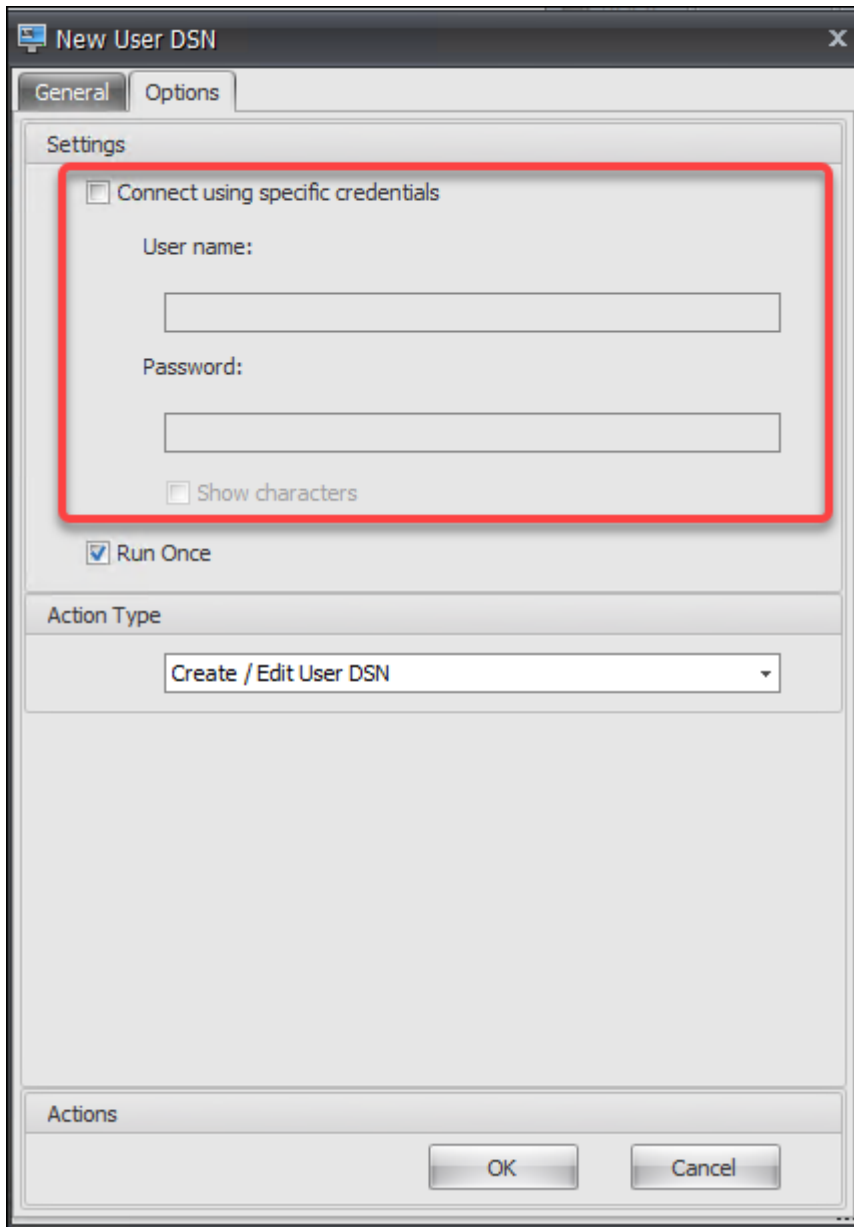 New User DSN
General Options
Settings
Connect using specific credentials
User name:
Password:
Show characters
Run Once
Action Type
Create / Edit User DSN
Actions
OK Cancel